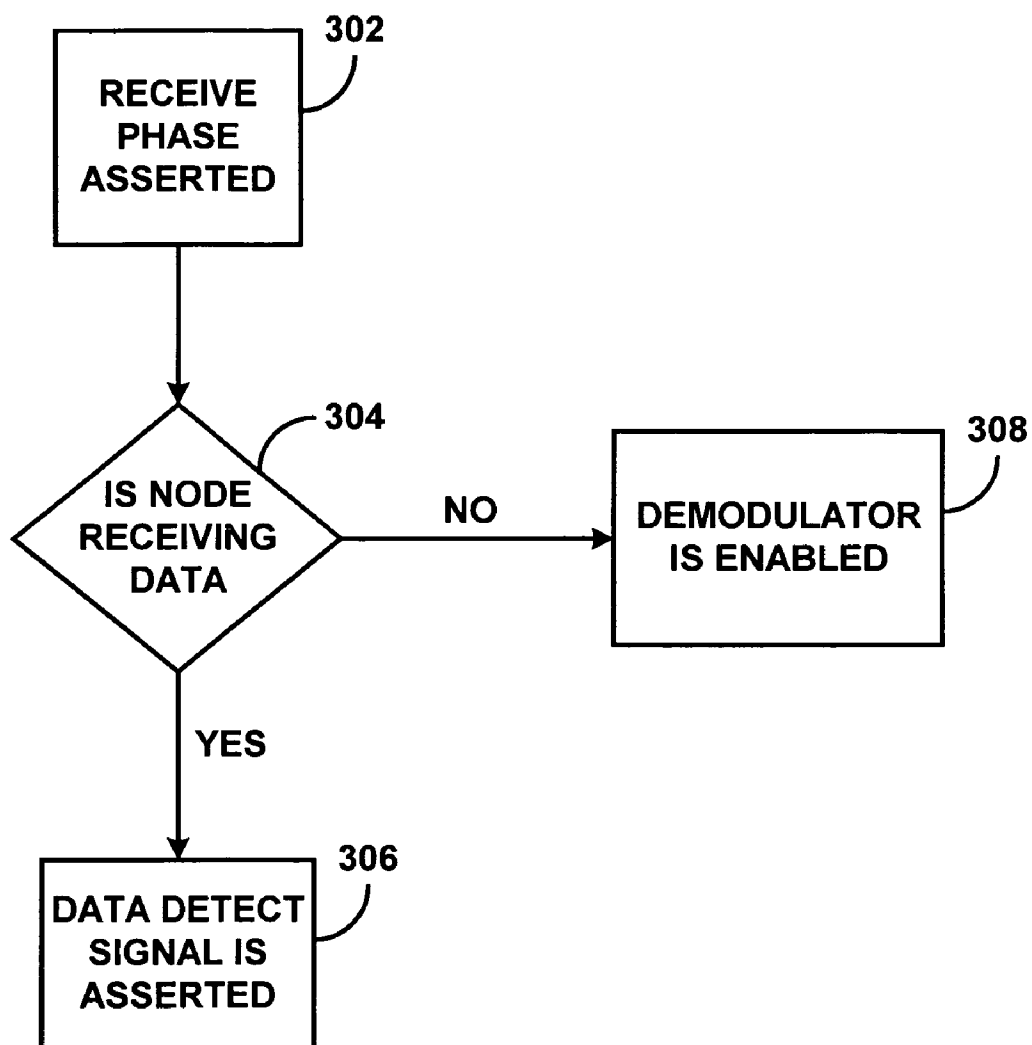 302
RECEIVE
PHASE
ASSERTED
304
IS NODE
RECEIVING
DATA
NO
308
DEMODULATOR
IS ENABLED
YES
306
DATA DETECT
SIGNAL IS
ASSERTED